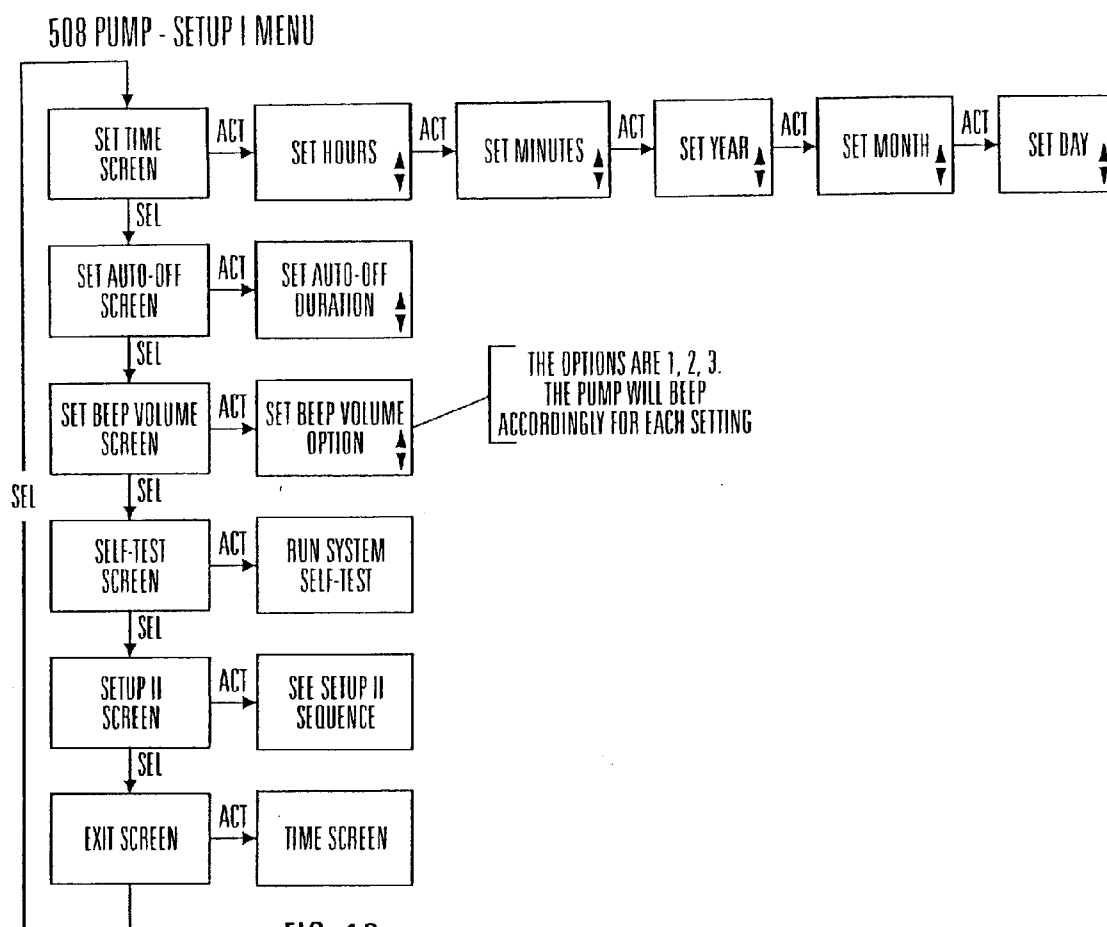 508 PUMP - SETUP I MENU
SET TIME
SCREEN
ACT
SET HOURS
ACT
SET MINUTES
ACT
SET YEAR
ACT
SET MONTH
ACT
SET DAY
SEL
SET AUTO-OFF
SCREEN
ACT
SET AUTO-OFF
DURATION
SEL
SET BEEP VOLUME
SCREEN
ACT
SET BEEP VOLUME
OPTION
THE OPTIONS ARE 1, 2, 3.
THE PUMP WILL BEEP
ACCORDINGLY FOR EACH SETTING
SEL
SEL
SELF-TEST
SCREEN
ACT
RUN SYSTEM
SELF-TEST
SEL
SETUP II
SCREEN
ACT
SEE SETUP II
SEQUENCE
SEL
EXIT SCREEN
ACT
TIME SCREEN